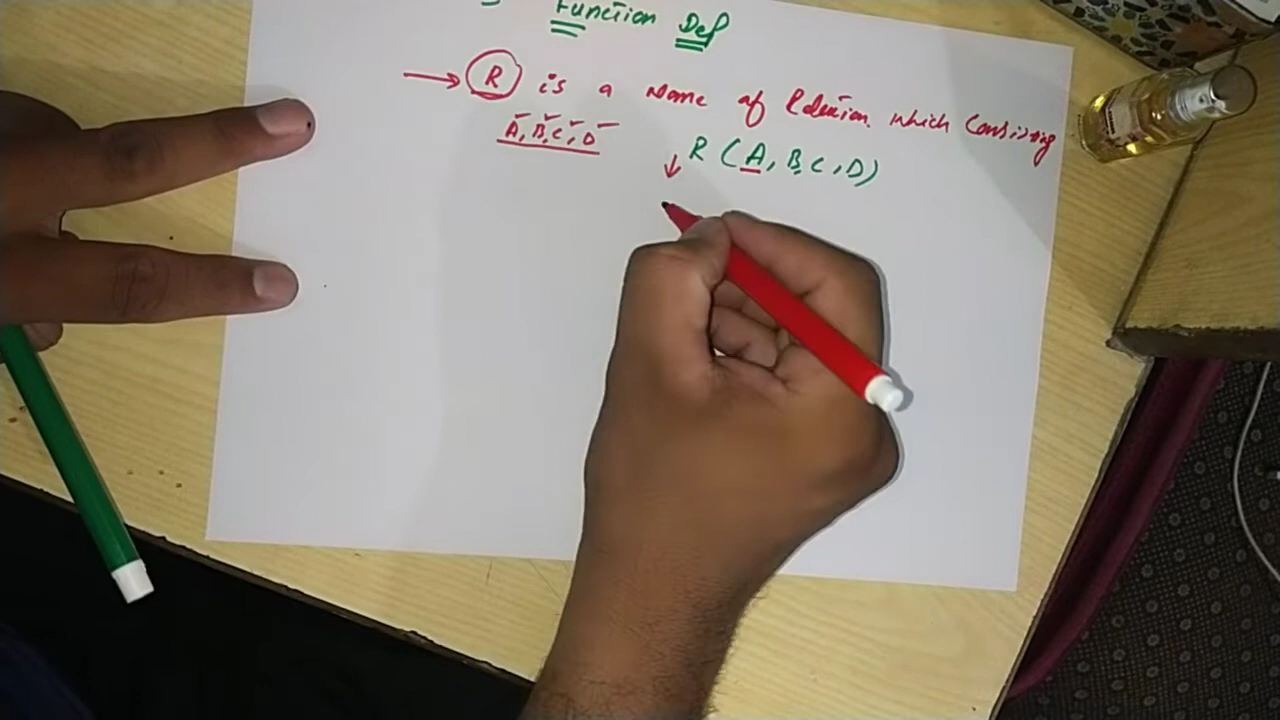 Function Def
→ R is a Name of Relation which Consisting
A, B, C, D
↓ R (A, B, C, D)